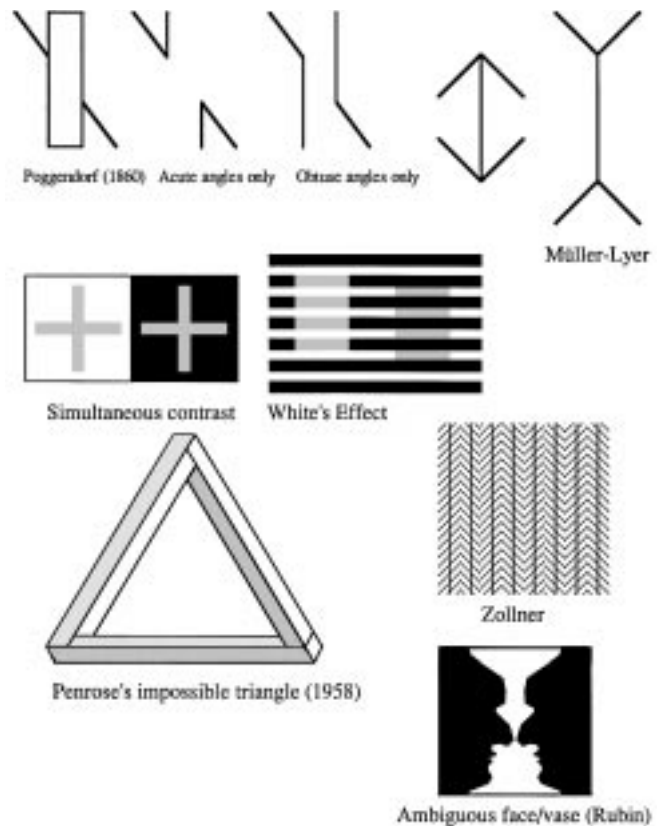 Poggendorf (1860) Acute angles only Obtuse angles only
Müller-Lyer
Simultaneous contrast White's Effect
Zollner
Penrose's impossible triangle (1958)
Ambiguous face/vase (Rubin)